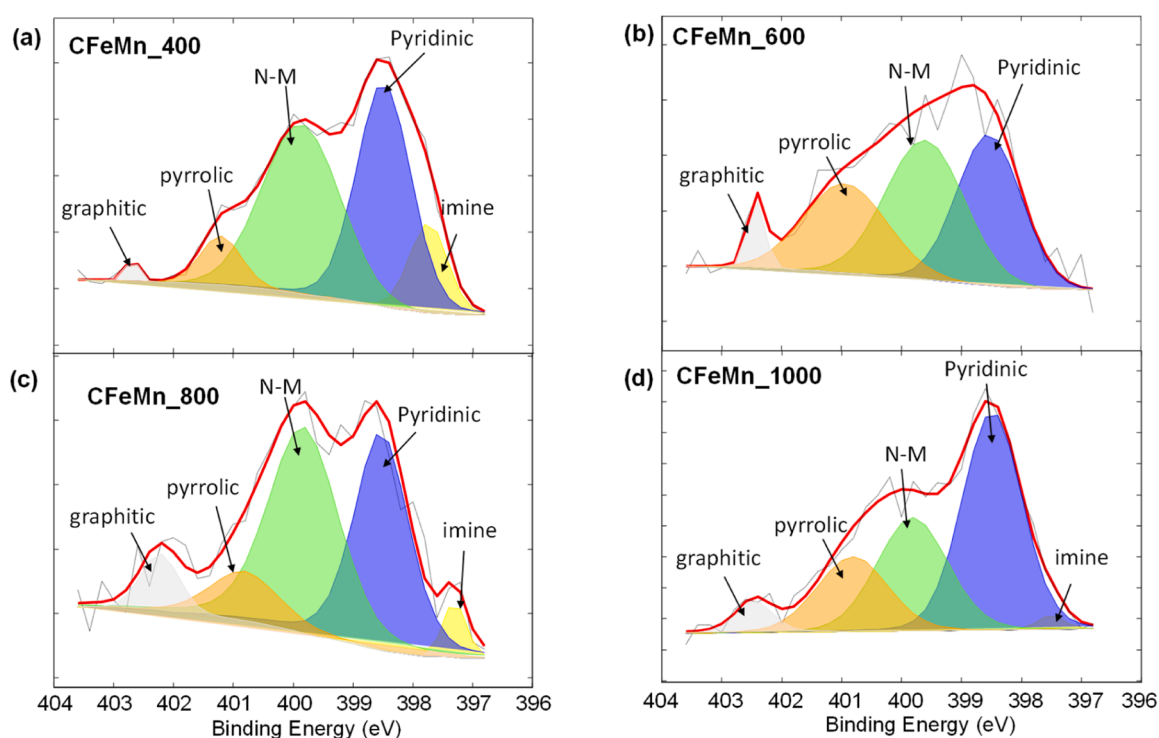 (a)
CFeMn_400
Pyridinic
N-M
pyrrolic
graphitic
imine
(b)
CFeMn_600
N-M
Pyridinic
pyrrolic
graphitic
(c)
CFeMn_800
N-M
Pyridinic
pyrrolic
graphitic
imine
404 403 402 401 400 399 398 397 396
Binding Energy (eV)
(d)
CFeMn_1000
Pyridinic
N-M
pyrrolic
graphitic
imine
404 403 402 401 400 399 398 397 396
Binding Energy (eV)